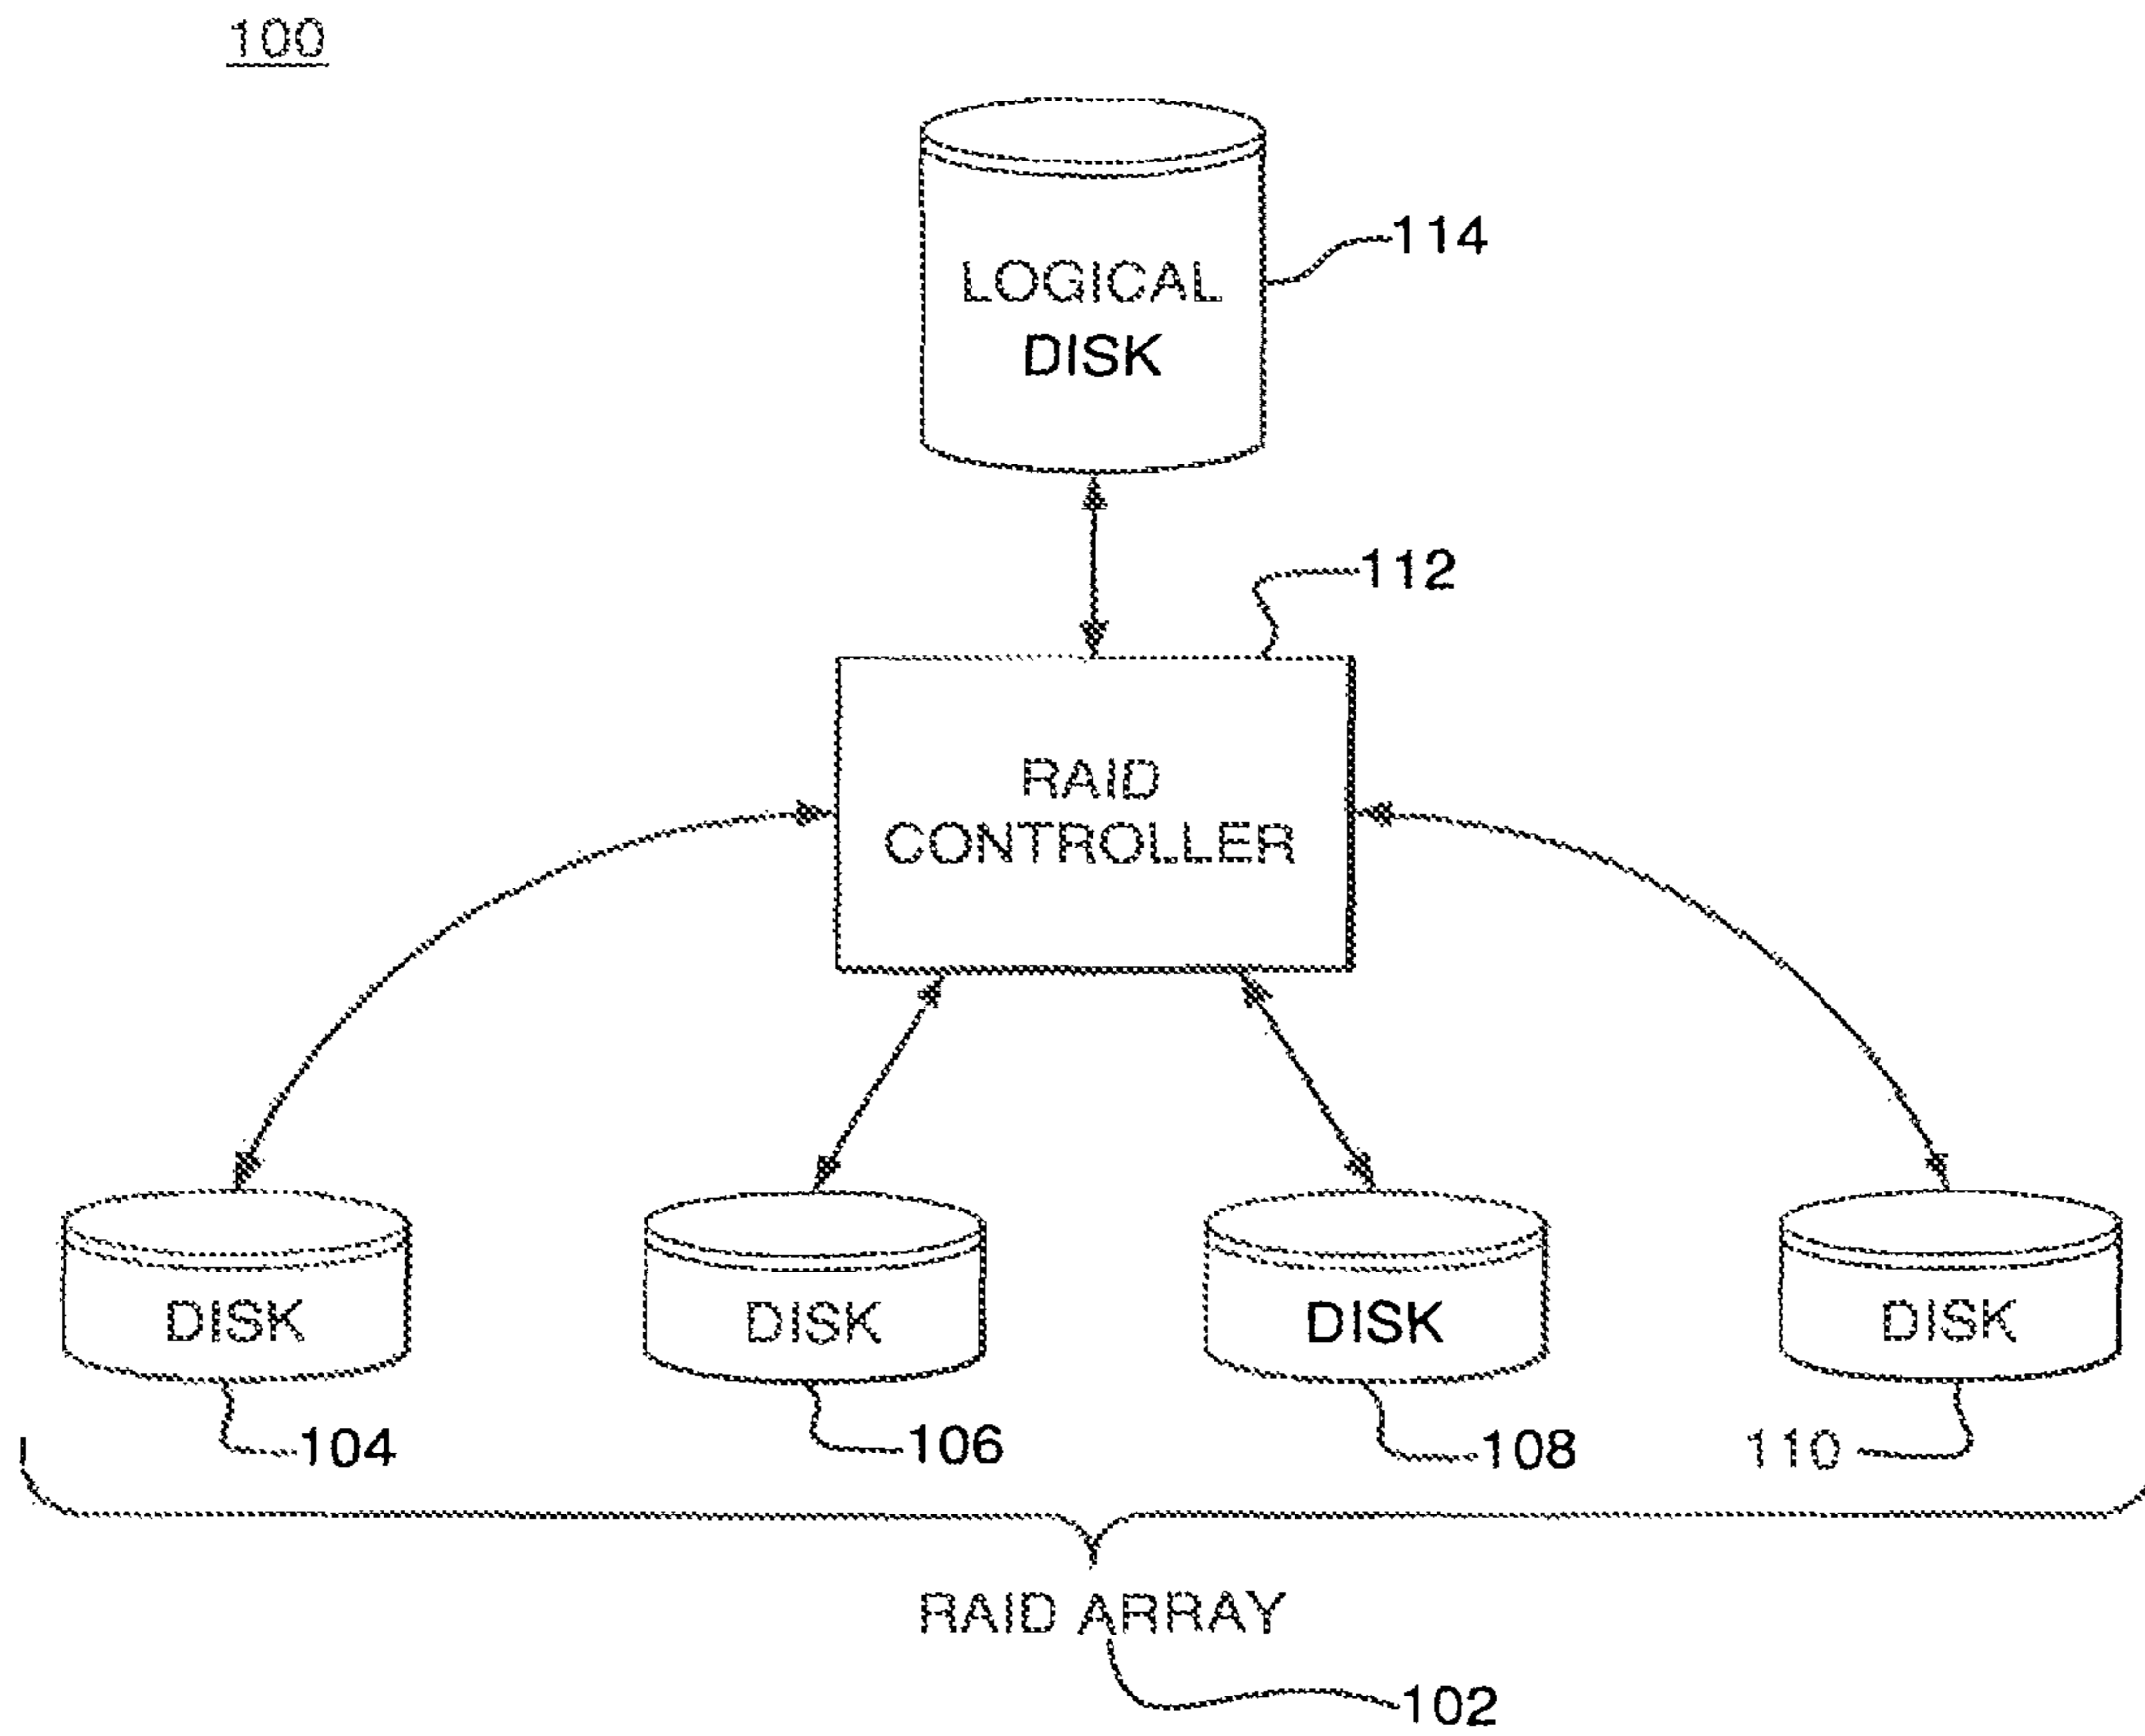 100
LOGICAL
DISK
114
112
RAID
CONTROLLER
DISK
DISK
DISK
DISK
104
106
108
110
RAID ARRAY
102